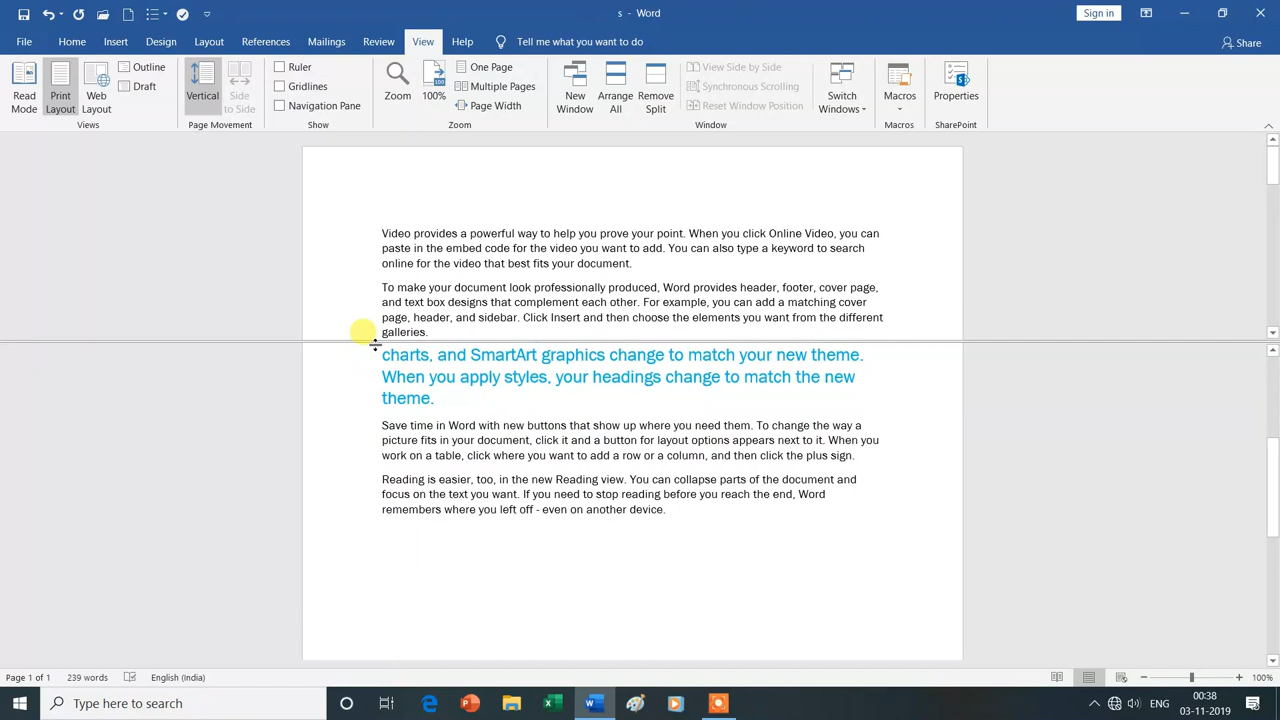 s - Word
Sign in
File Home Insert Design Layout References Mailings Review View Help Tell me what you want to do Share
Read Mode
Print Layout
Web Layout
Outline
Draft
Views
Vertical
Side to Side
Page Movement
Ruler
Gridlines
Navigation Pane
Show
Zoom
100
100%
One Page
Multiple Pages
Page Width
Zoom
New Window
Arrange All
Remove Split
View Side by Side
Synchronous Scrolling
Reset Window Position
Window
Switch Windows
Macros
Macros
Properties
SharePoint
Video provides a powerful way to help you prove your point. When you click Online Video, you can
paste in the embed code for the video you want to add. You can also type a keyword to search
online for the video that best fits your document.
To make your document look professionally produced, Word provides header, footer, cover page,
and text box designs that complement each other. For example, you can add a matching cover
page, header, and sidebar. Click Insert and then choose the elements you want from the different
galleries.
charts, and SmartArt graphics change to match your new theme.
When you apply styles, your headings change to match the new
theme.
Save time in Word with new buttons that show up where you need them. To change the way a
picture fits in your document, click it and a button for layout options appears next to it. When you
work on a table, click where you want to add a row or a column, and then click the plus sign.
Reading is easier, too, in the new Reading view. You can collapse parts of the document and
focus on the text you want. If you need to stop reading before you reach the end, Word
remembers where you left off - even on another device.
Page 1 of 1 239 words English (India) 100%
Type here to search
ENG
00:38
03-11-2019